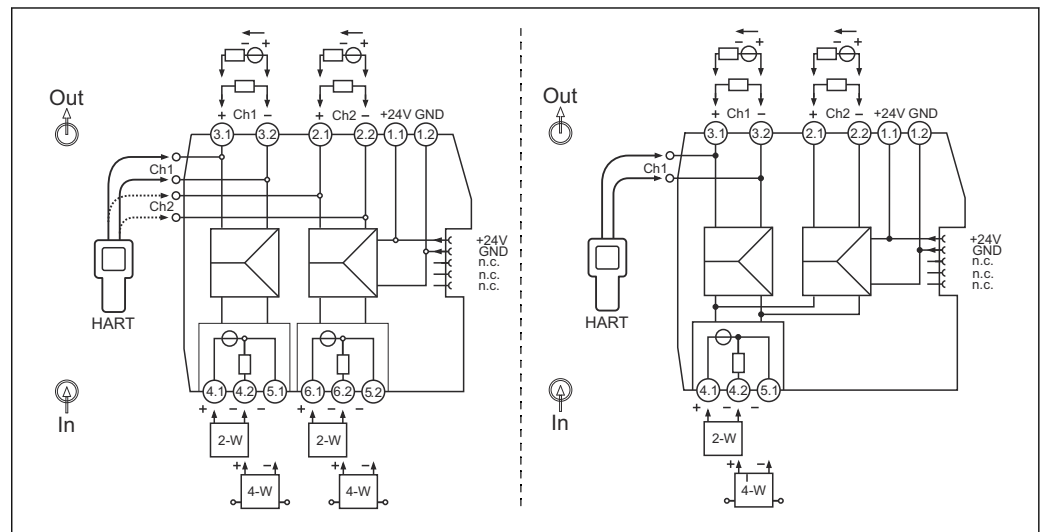 − +
− +
Out
+ Ch1 − + Ch2 − +24V GND
3.1 3.2 2.1 2.2 1.1 1.2
Ch1
Ch2
+24V
GND
n.c.
n.c.
n.c.
HART
4.1 4.2 5.1 6.1 6.2 5.2
+ − − + − −
In
2-W 2-W
+ − + −
4-W 4-W
− +
− +
Out
+ Ch1 − + Ch2 − +24V GND
3.1 3.2 2.1 2.2 1.1 1.2
Ch1
+24V
GND
n.c.
n.c.
n.c.
HART
4.1 4.2 5.1
+ − −
In
2-W
+ −
4-W